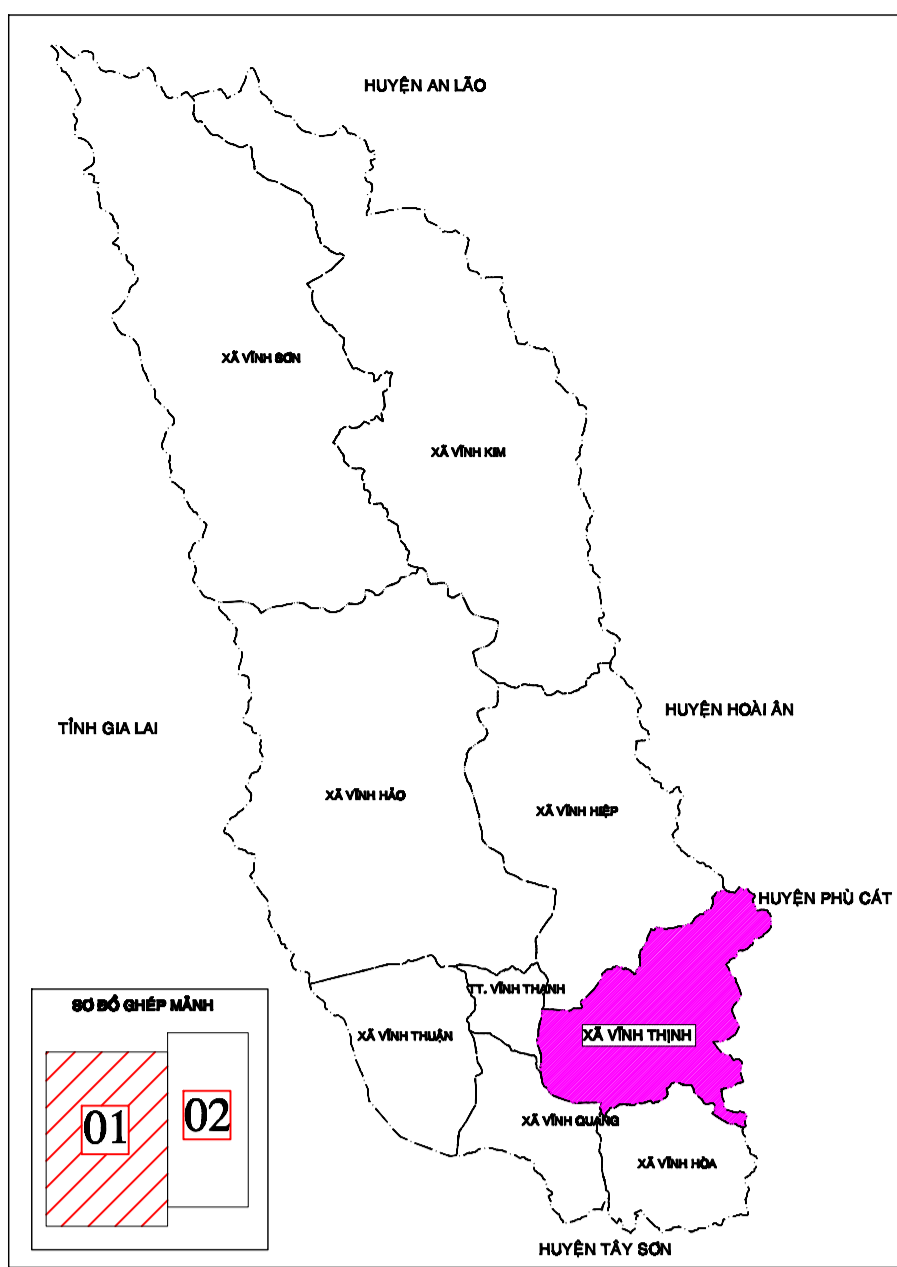 HUYỆN AN LÃO
XÃ VĨNH SƠN
XÃ VĨNH KIM
HUYỆN HOÀI ÂN
TỈNH GIA LAI
XÃ VĨNH HẢO
XÃ VĨNH HIỆP
HUYỆN PHÙ CÁT
TT. VĨNH THẠNH
XÃ VĨNH THUẬN
XÃ VĨNH THỊNH
XÃ VĨNH QUANG
XÃ VĨNH HÒA
HUYỆN TÂY SƠN
SƠ ĐỒ GHÉP MẢNH
01
02